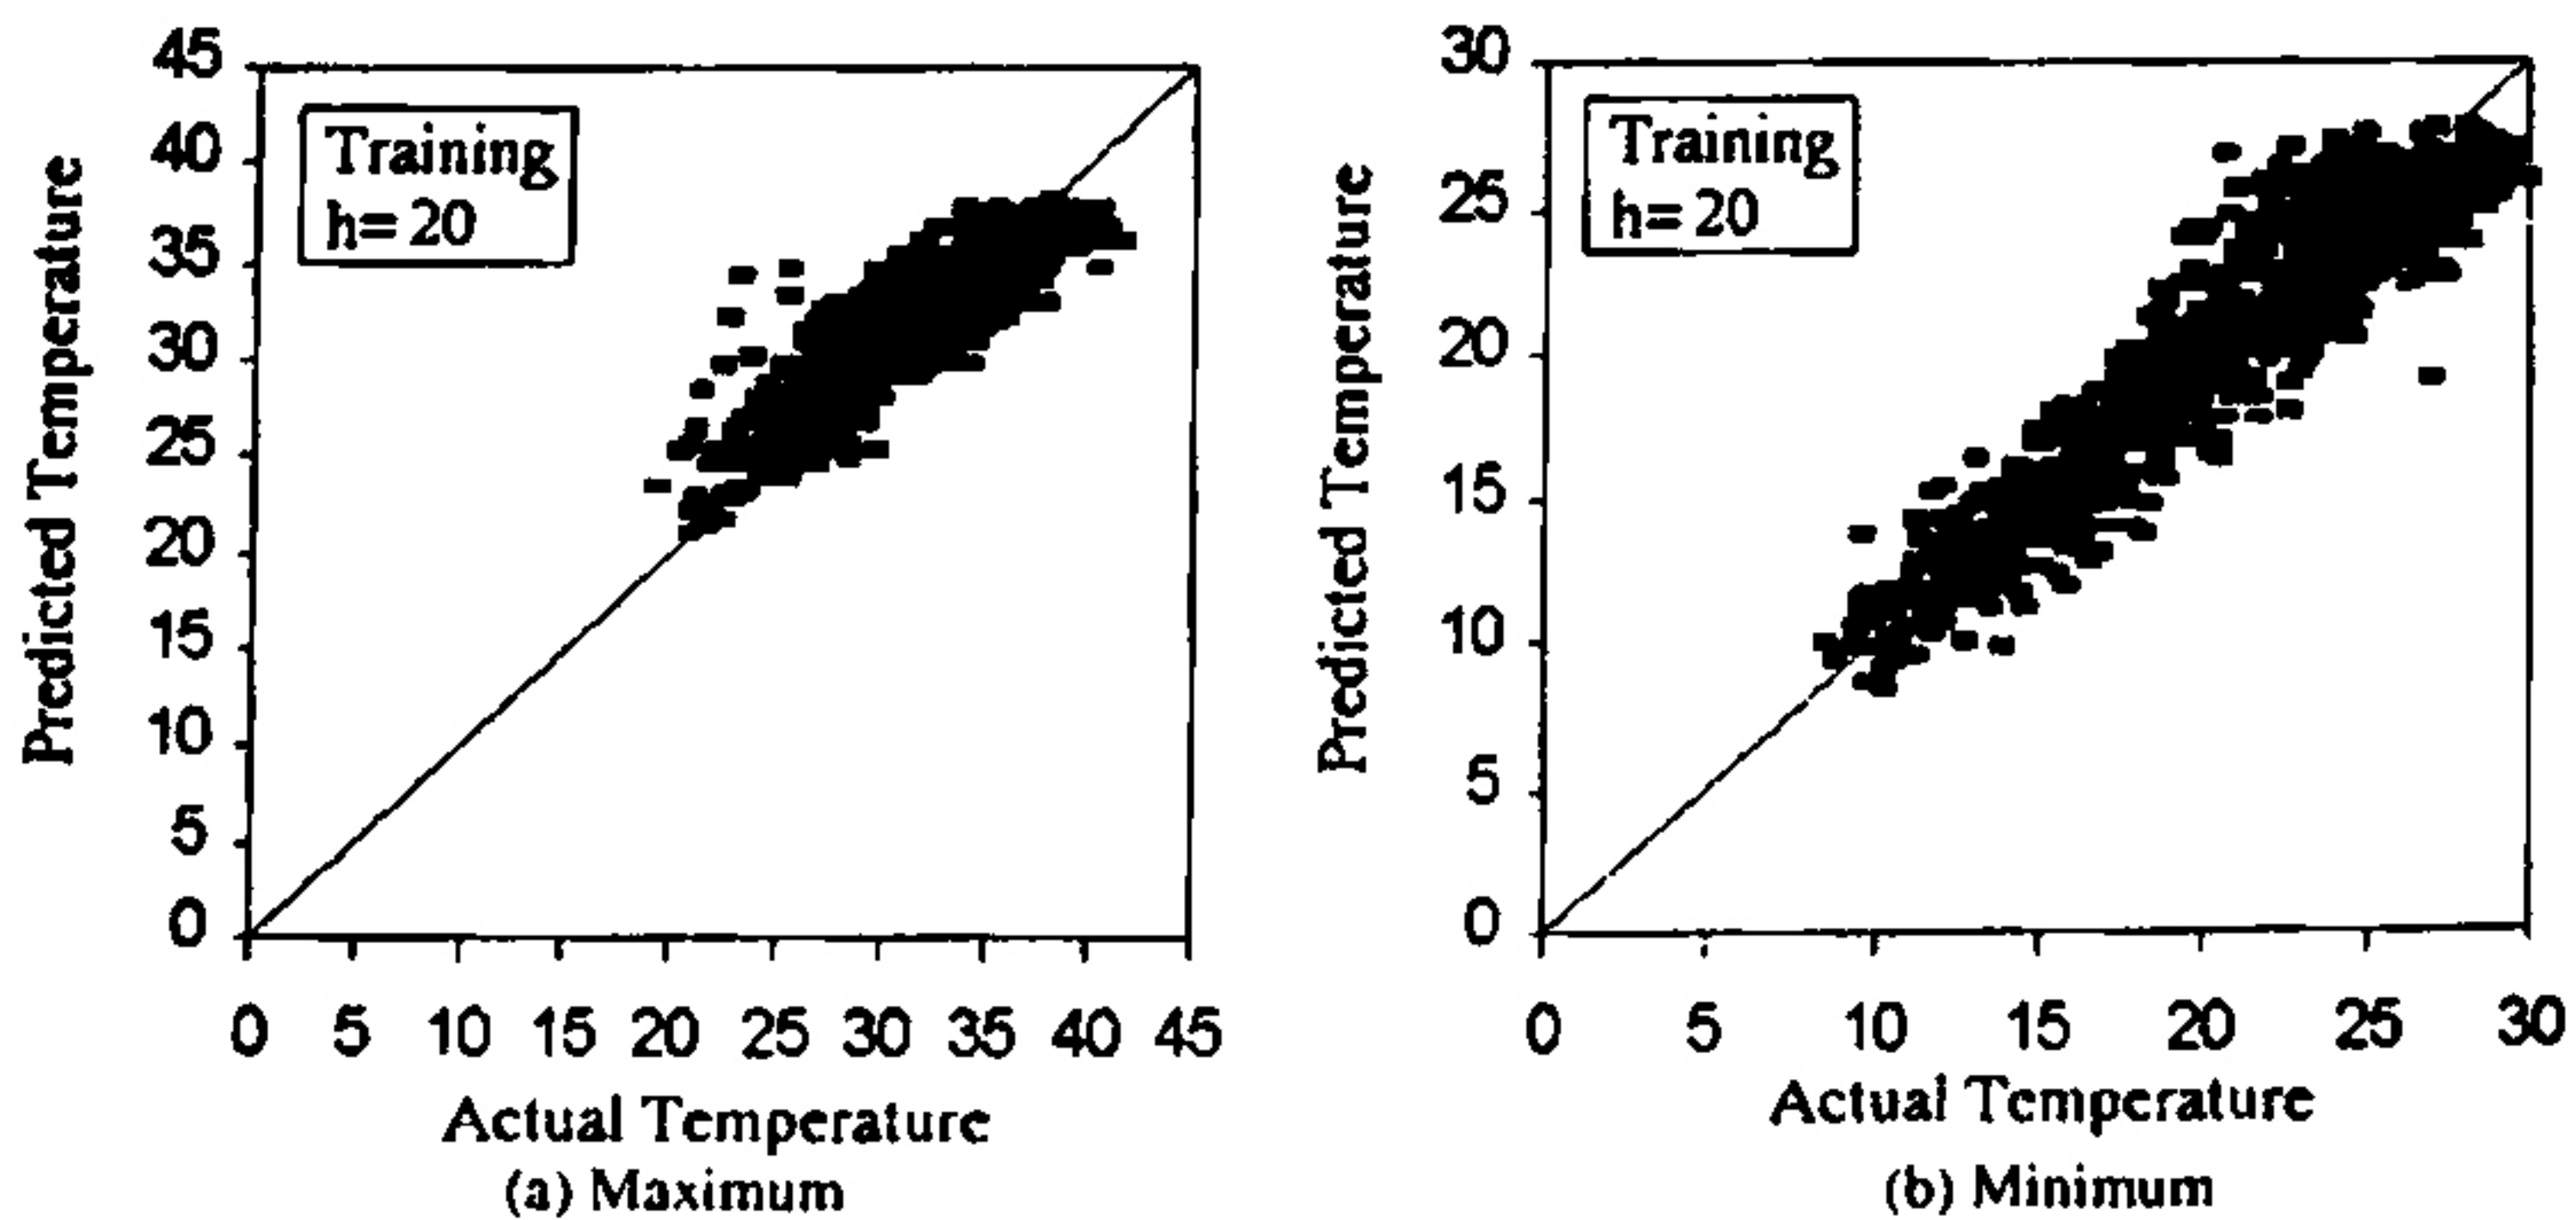 45
40
35
30
25
20
15
10
5
0
Predicted Temperature
Training
h=20
0 5 10 15 20 25 30 35 40 45
Actual Temperature
(a) Maximum
30
25
20
15
10
5
0
Predicted Temperature
Training
h=20
0 5 10 15 20 25 30
Actual Temperature
(b) Minimum